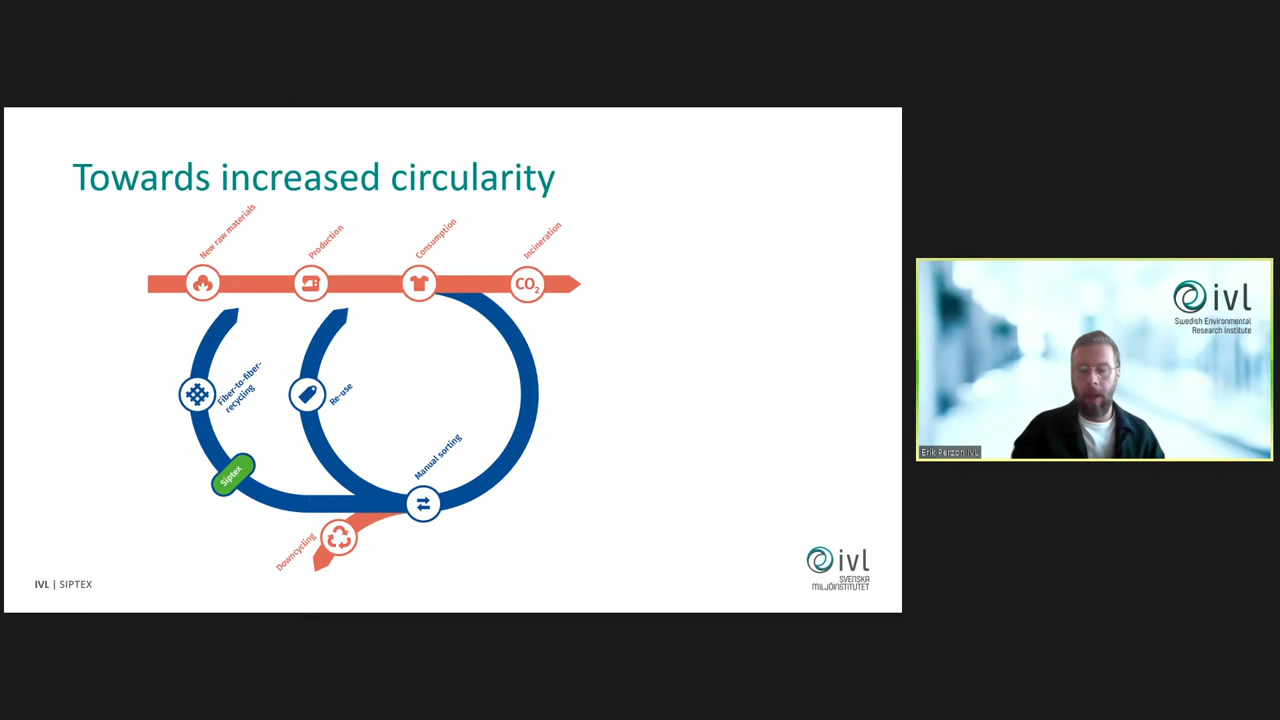 Towards increased circularity
New raw materials
Production
Consumption
Incineration
CO2
Fiber-to-fiber-
recycling
Re-use
Manual sorting
Siptex
Downcycling
IVL | SIPTEX
ivl
SVENSKA
MILJÖINSTITUTET
ivl
Swedish Environmental
Research Institute
Erik Perzon IVL